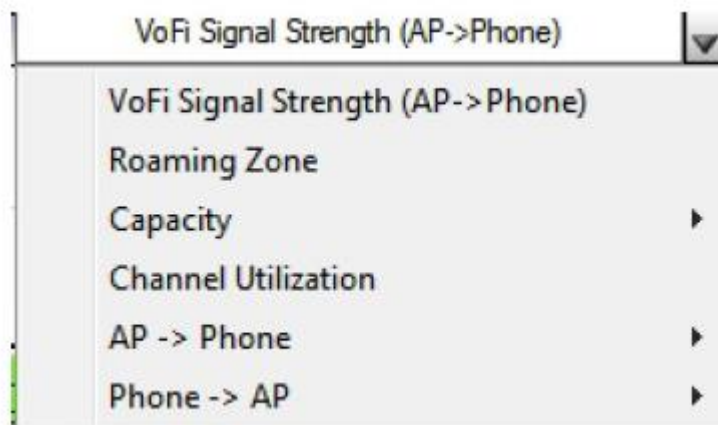 VoFi Signal Strength (AP->Phone)
VoFi Signal Strength (AP->Phone)
Roaming Zone
Capacity
Channel Utilization
AP -> Phone
Phone -> AP